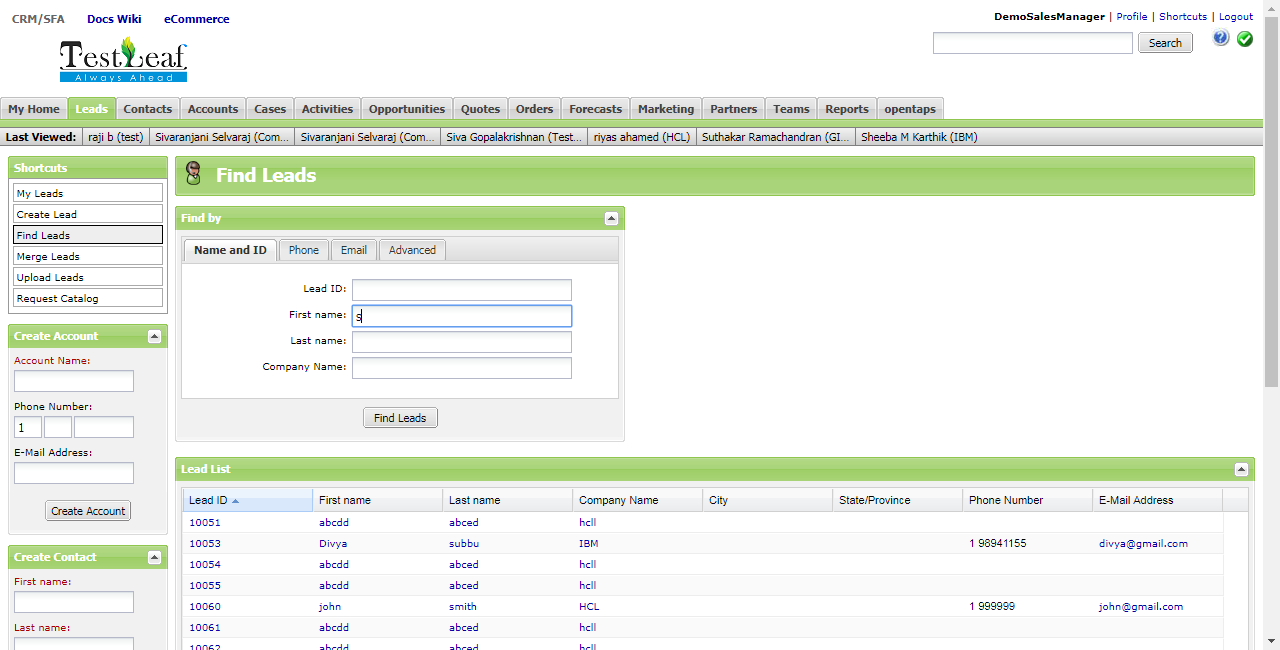 CRM/SFA Docs Wiki eCommerce
DemoSalesManager | Profile | Shortcuts | Logout
TestLeaf
Always Ahead
Search
My Home Leads Contacts Accounts Cases Activities Opportunities Quotes Orders Forecasts Marketing Partners Teams Reports opentaps
Last Viewed: raji b (test) Sivaranjani Selvaraj (Com... Sivaranjani Selvaraj (Com... Siva Gopalakrishnan (Test... riyas ahamed (HCL) Suthakar Ramachandran (GI... Sheeba M Karthik (IBM)
Shortcuts
My Leads
Create Lead
Find Leads
Merge Leads
Upload Leads
Request Catalog
Create Account
Account Name:
Phone Number:
1
E-Mail Address:
Create Account
Create Contact
First name:
Last name:
Find Leads
Find by
Name and ID Phone Email Advanced
Lead ID:
First name: s
Last name:
Company Name:
Find Leads
Lead List
Lead ID First name Last name Company Name City State/Province Phone Number E-Mail Address
10051 abcdd abced hcll
10053 Divya subbu IBM 1 98941155 divya@gmail.com
10054 abcdd abced hcll
10055 abcdd abced hcll
10060 john smith HCL 1 999999 john@gmail.com
10061 abcdd abced hcll
10062 abcdd abced hcll